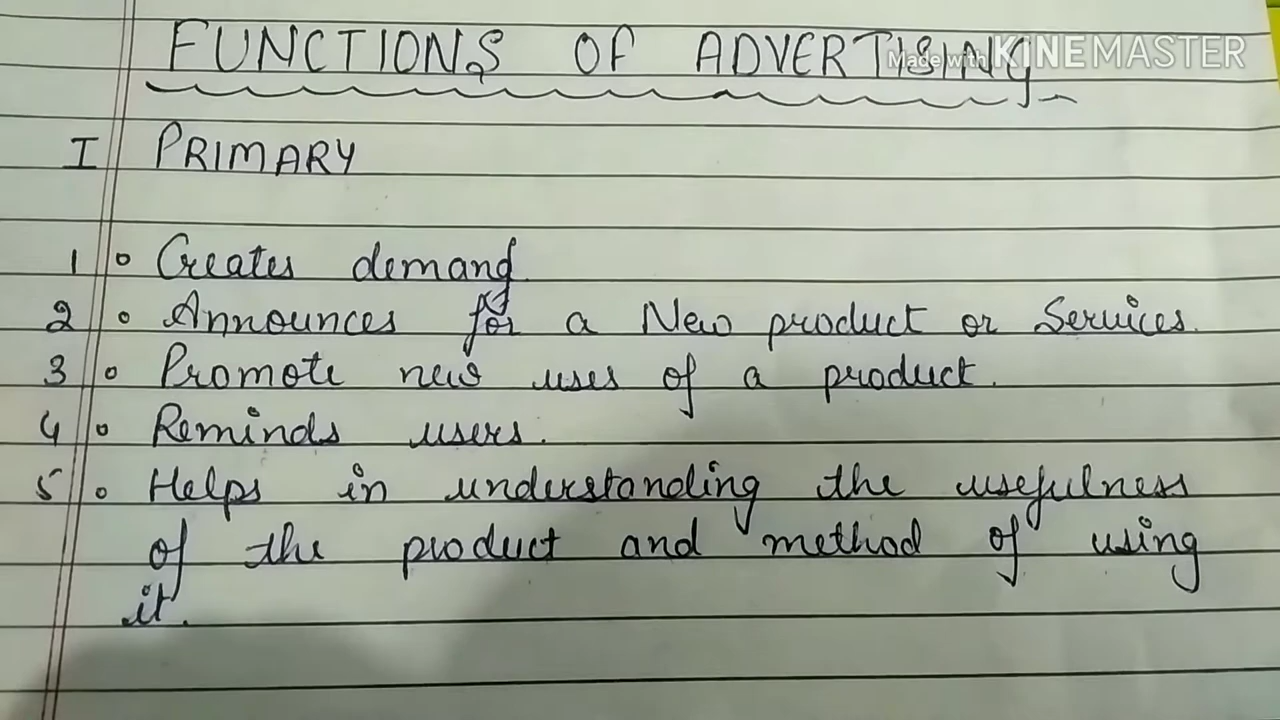 FUNCTIONS OF ADVERTISING
Made with KINEMASTER
I PRIMARY
1. Creates demand
2. Announces for a New product or Services.
3. Promote new uses of a product.
4. Reminds users.
5. Helps in understanding the usefulness
of the product and method of using
it.